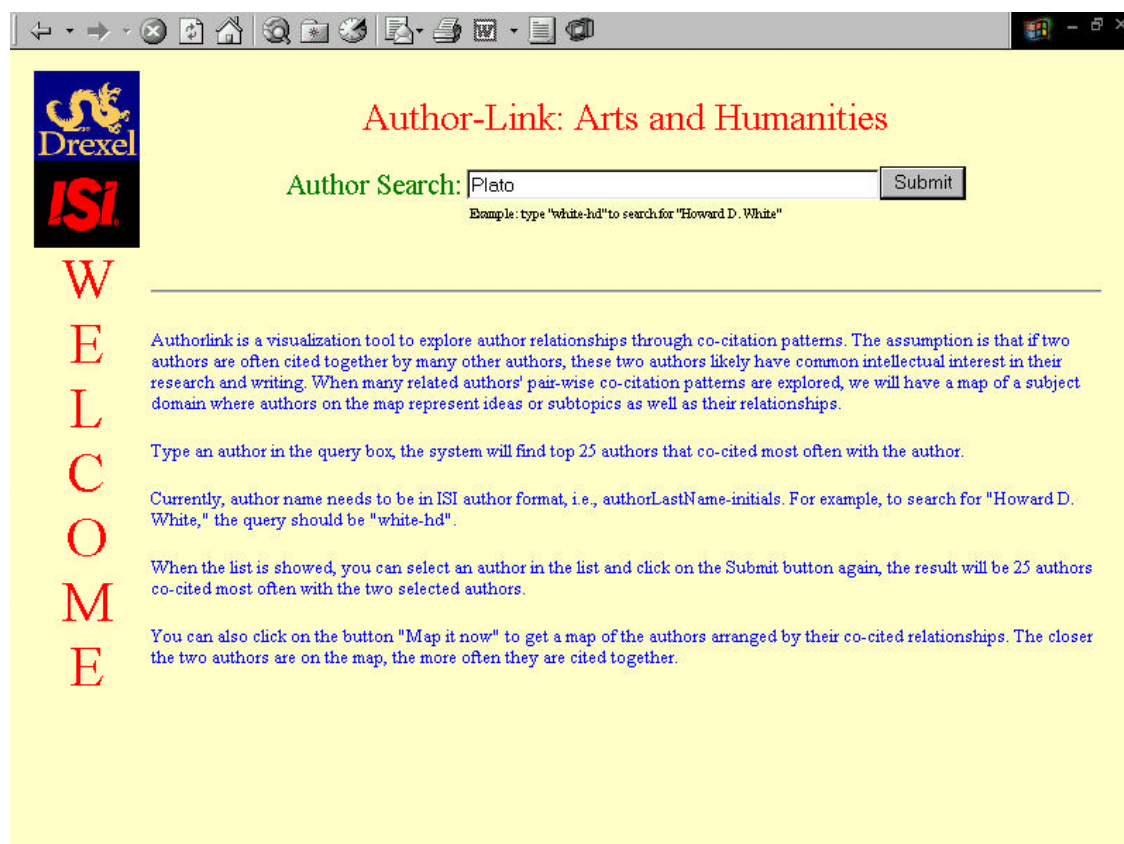 Drexel
ISI
Author-Link: Arts and Humanities
Author Search: Plato Submit
Example: type "white-hd" to search for "Howard D. White"
W
E
L
C
O
M
E
Authorlink is a visualization tool to explore author relationships through co-citation patterns. The assumption is that if two
authors are often cited together by many other authors, these two authors likely have common intellectual interest in their
research and writing. When many related authors' pair-wise co-citation patterns are explored, we will have a map of a subject
domain where authors on the map represent ideas or subtopics as well as their relationships.
Type an author in the query box, the system will find top 25 authors that co-cited most often with the author.
Currently, author name needs to be in ISI author format, i.e., authorLastName-initials. For example, to search for "Howard D.
White," the query should be "white-hd".
When the list is showed, you can select an author in the list and click on the Submit button again, the result will be 25 authors
co-cited most often with the two selected authors.
You can also click on the button "Map it now" to get a map of the authors arranged by their co-cited relationships. The closer
the two authors are on the map, the more often they are cited together.